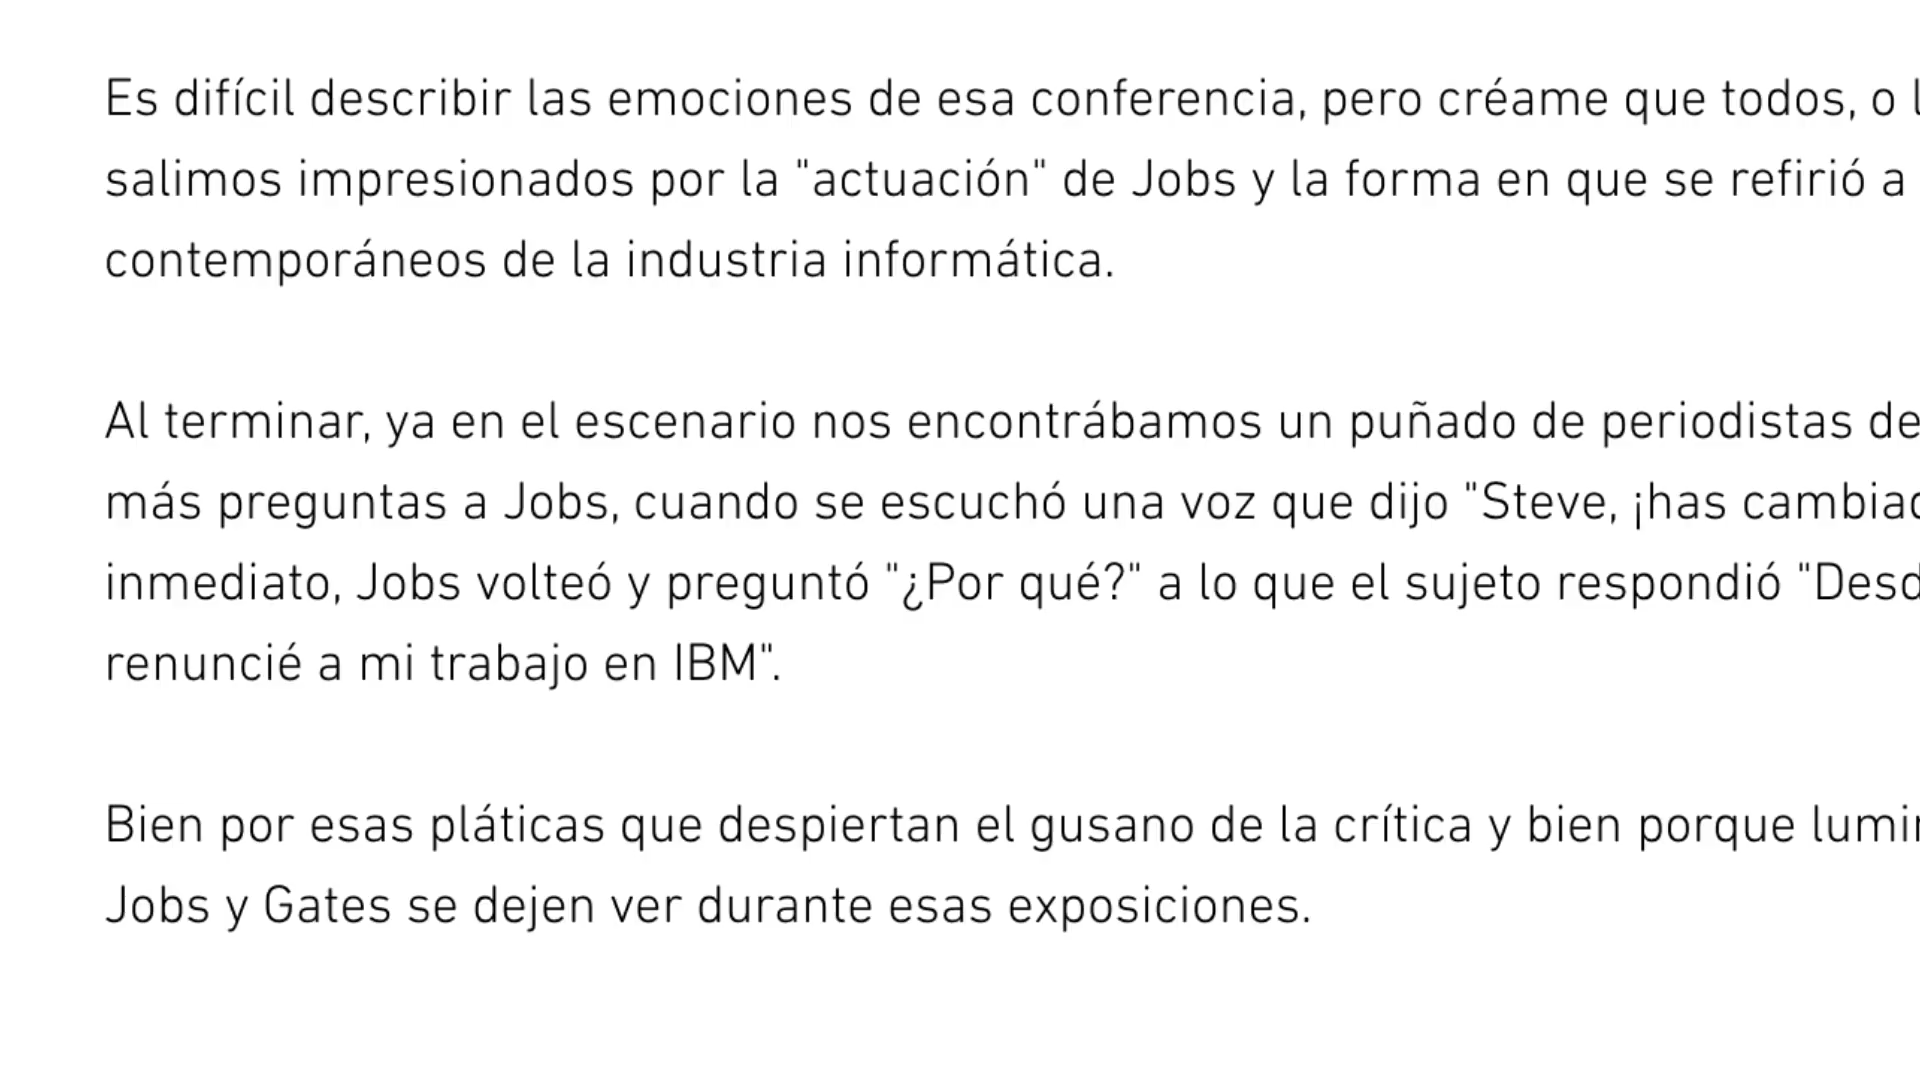 Es difícil describir las emociones de esa conferencia, pero créame que todos, o
salimos impresionados por la "actuación" de Jobs y la forma en que se refirió a
contemporáneos de la industria informática.
Al terminar, ya en el escenario nos encontrábamos un puñado de periodistas de
más preguntas a Jobs, cuando se escuchó una voz que dijo "Steve, ¡has
inmediato, Jobs volteó y preguntó "¿Por qué?" a lo que el sujeto respondió
renuncié a mi trabajo en IBM".
Bien por esas pláticas que despiertan el gusano de la crítica y bien porque
Jobs y Gates se dejen ver durante esas exposiciones.